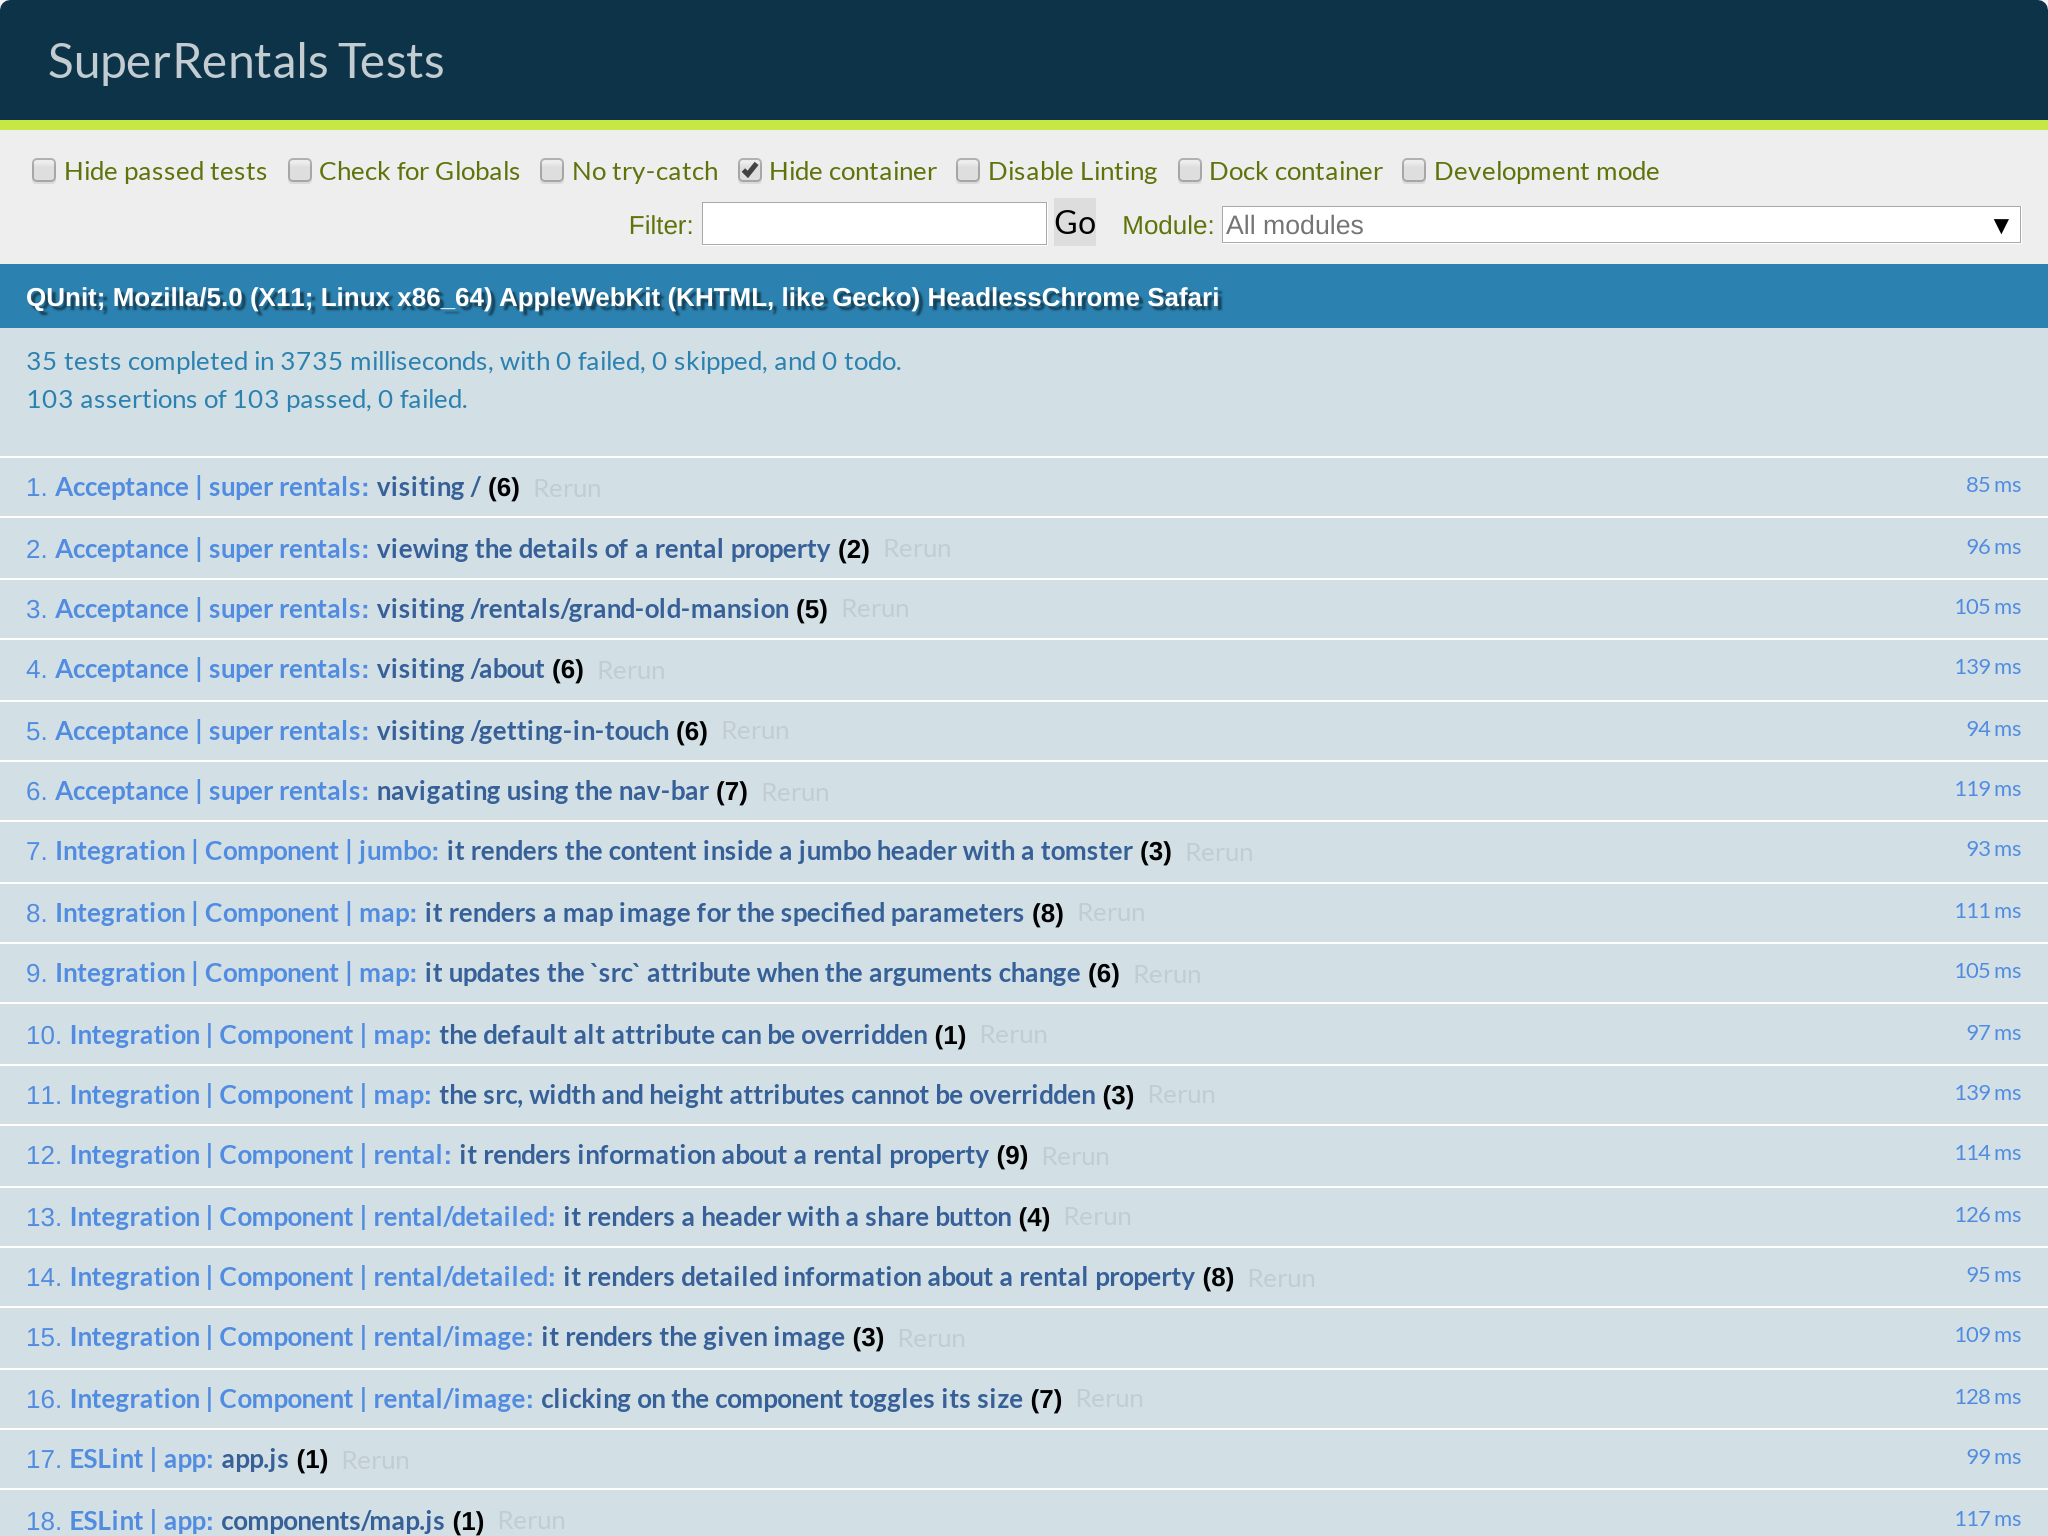 SuperRentals Tests
Hide passed tests Check for Globals No try-catch Hide container Disable Linting Dock container Development mode
Filter: Go Module: All modules ▼
QUnit; Mozilla/5.0 (X11; Linux x86_64) AppleWebKit (KHTML, like Gecko) HeadlessChrome Safari
35 tests completed in 3735 milliseconds, with 0 failed, 0 skipped, and 0 todo.
103 assertions of 103 passed, 0 failed.
1. Acceptance | super rentals: visiting / (6) Rerun 85 ms
2. Acceptance | super rentals: viewing the details of a rental property (2) Rerun 96 ms
3. Acceptance | super rentals: visiting /rentals/grand-old-mansion (5) Rerun 105 ms
4. Acceptance | super rentals: visiting /about (6) Rerun 139 ms
5. Acceptance | super rentals: visiting /getting-in-touch (6) Rerun 94 ms
6. Acceptance | super rentals: navigating using the nav-bar (7) Rerun 119 ms
7. Integration | Component | jumbo: it renders the content inside a jumbo header with a tomster (3) Rerun 93 ms
8. Integration | Component | map: it renders a map image for the specified parameters (8) Rerun 111 ms
9. Integration | Component | map: it updates the `src` attribute when the arguments change (6) Rerun 105 ms
10. Integration | Component | map: the default alt attribute can be overridden (1) Rerun 97 ms
11. Integration | Component | map: the src, width and height attributes cannot be overridden (3) Rerun 139 ms
12. Integration | Component | rental: it renders information about a rental property (9) Rerun 114 ms
13. Integration | Component | rental/detailed: it renders a header with a share button (4) Rerun 126 ms
14. Integration | Component | rental/detailed: it renders detailed information about a rental property (8) Rerun 95 ms
15. Integration | Component | rental/image: it renders the given image (3) Rerun 109 ms
16. Integration | Component | rental/image: clicking on the component toggles its size (7) Rerun 128 ms
17. ESLint | app: app.js (1) Rerun 99 ms
18. ESLint | app: components/map.js (1) Rerun 117 ms